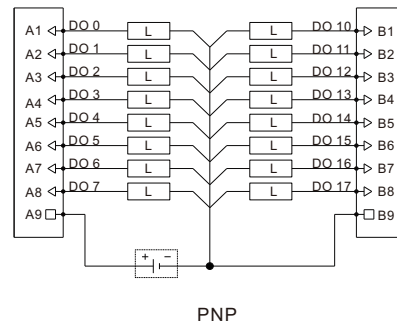 A1 DO 0 L L DO 10 B1
A2 DO 1 L L DO 11 B2
A3 DO 2 L L DO 12 B3
A4 DO 3 L L DO 13 B4
A5 DO 4 L L DO 14 B5
A6 DO 5 L L DO 15 B6
A7 DO 6 L L DO 16 B7
A8 DO 7 L L DO 17 B8
A9 B9
+ −
PNP